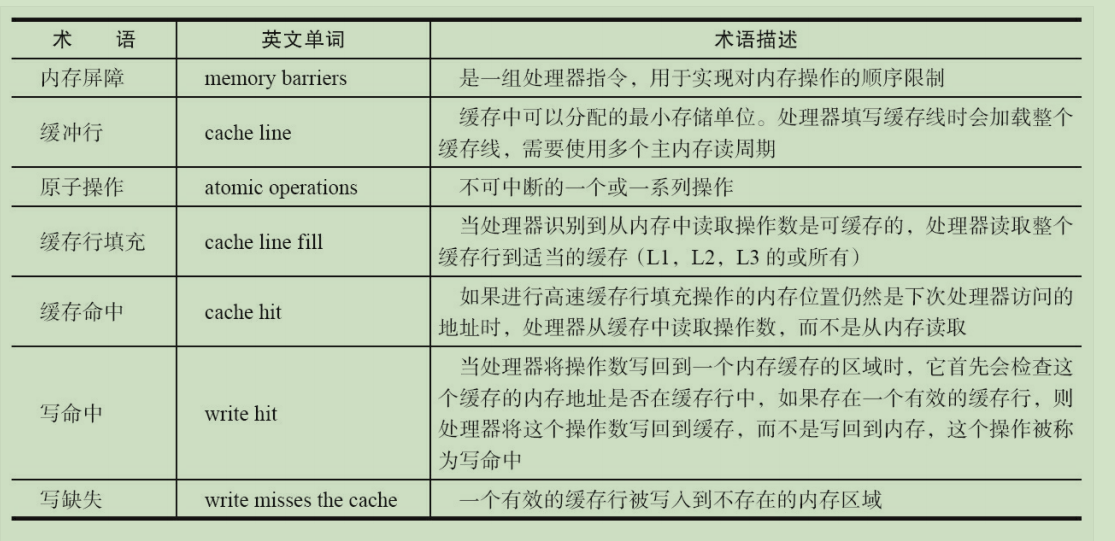 术 语 英文单词 术语描述
内存屏障 memory barriers 是一组处理器指令，用于实现对内存操作的顺序限制
缓冲行 cache line 缓存中可以分配的最小存储单位。处理器填写缓存线时会加载整个
缓存线，需要使用多个主内存读周期
原子操作 atomic operations 不可中断的一个或一系列操作
缓存行填充 cache line fill 当处理器识别到从内存中读取操作数是可缓存的，处理器读取整个
缓存行到适当的缓存（L1，L2，L3 的或所有）
缓存命中 cache hit 如果进行高速缓存行填充操作的内存位置仍然是下次处理器访问的
地址时，处理器从缓存中读取操作数，而不是从内存读取
写命中 write hit 当处理器将操作数写回到一个内存缓存的区域时，它首先会检查这
个缓存的内存地址是否在缓存行中，如果存在一个有效的缓存行，则
处理器将这个操作数写回到缓存，而不是写回到内存，这个操作被称
为写命中
写缺失 write misses the cache 一个有效的缓存行被写入到不存在的内存区域